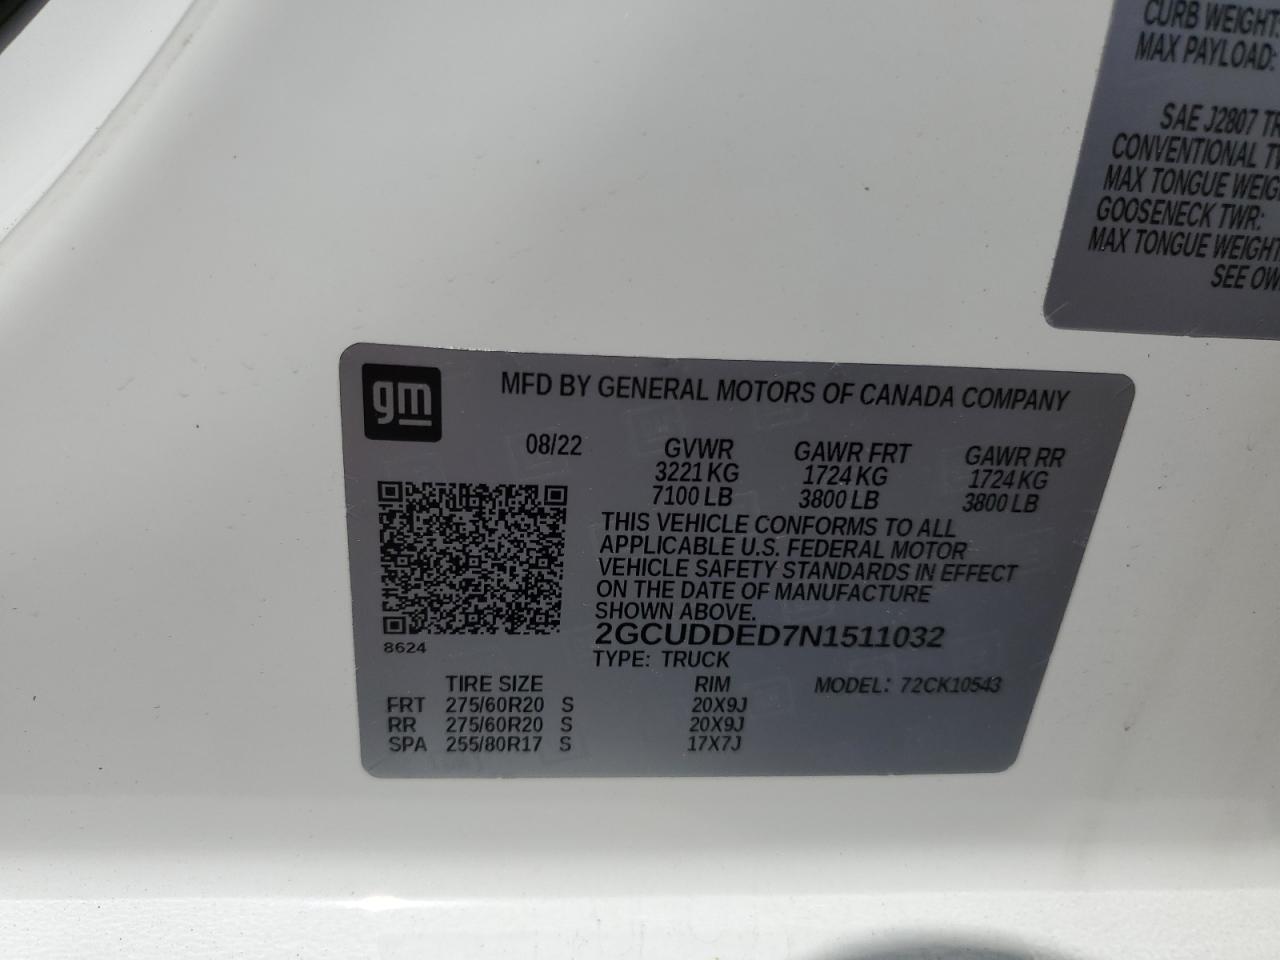 CURB WEIGHT:
MAX PAYLOAD:
SAE J2807
CONVENTIONAL
MAX TONGUE
GOOSENECK TWR:
MAX TONGUE WEIGHT
SEE
gm
MFD BY GENERAL MOTORS OF CANADA COMPANY
08/22 GVWR GAWR FRT GAWR RR
3221 KG 1724 KG 1724 KG
7100 LB 3800 LB 3800 LB
THIS VEHICLE CONFORMS TO ALL
APPLICABLE U.S. FEDERAL MOTOR
VEHICLE SAFETY STANDARDS IN EFFECT
ON THE DATE OF MANUFACTURE
SHOWN ABOVE.
2GCUDDED7N1511032
8624
TYPE: TRUCK
TIRE SIZE RIM MODEL: 72CK10543
FRT 275/60R20 S 20X9J
RR 275/60R20 S 20X9J
SPA 255/80R17 S 17X7J